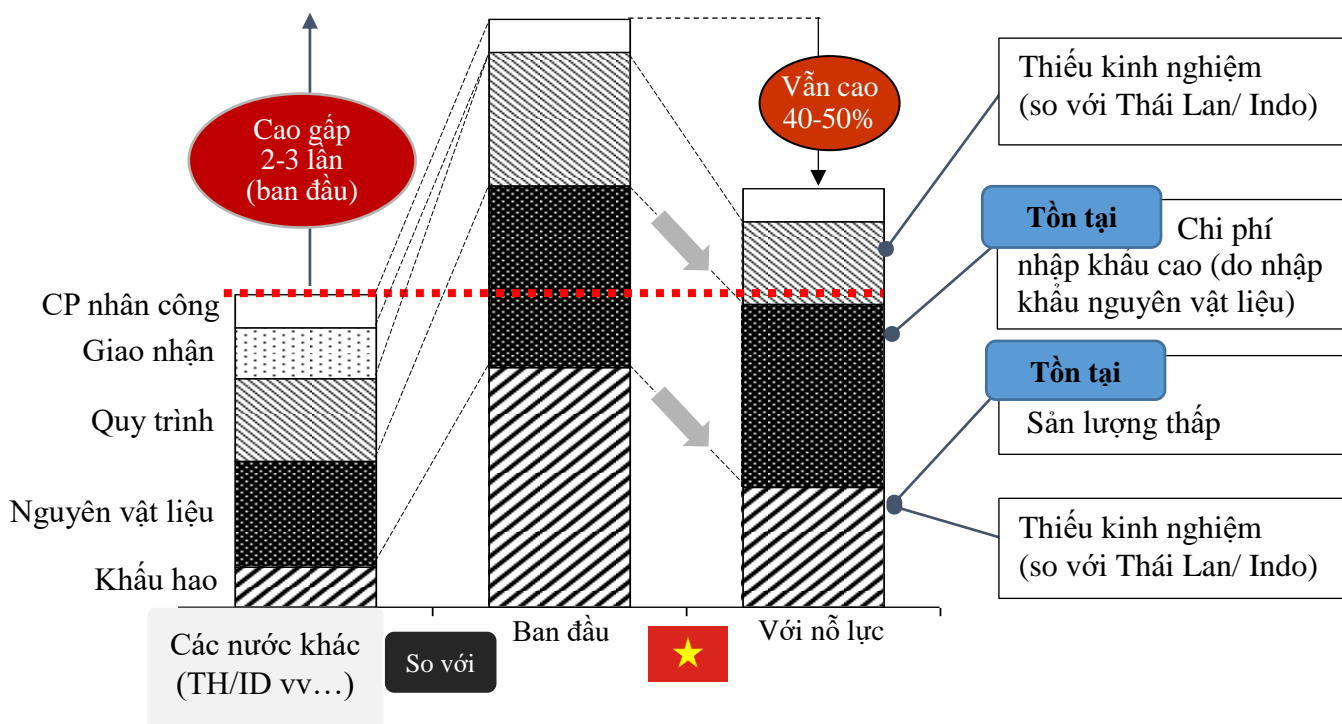 Cao gấp
2-3 lần
(ban đầu)
Vẫn cao
40-50%
Thiếu kinh nghiệm
(so với Thái Lan/ Indo)
Tồn tại
Chi phí
nhập khẩu cao (do nhập
khẩu nguyên vật liệu)
Tồn tại
Sản lượng thấp
Thiếu kinh nghiệm
(so với Thái Lan/ Indo)
CP nhân công
Giao nhận
Quy trình
Nguyên vật liệu
Khấu hao
Các nước khác
(TH/ID vv…)
So với
Ban đầu
Với nỗ lực